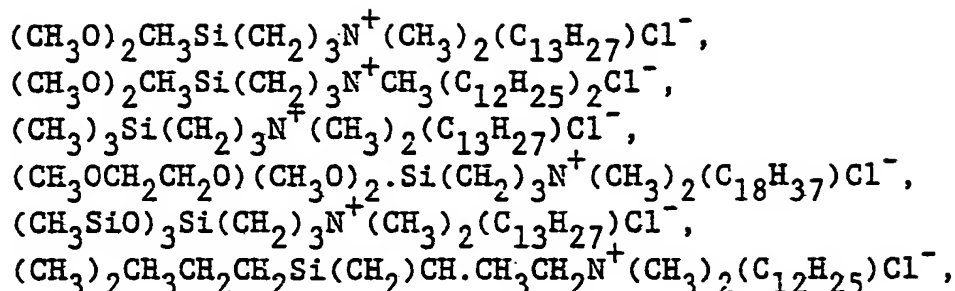 (CH₃O)₂CH₃Si(CH₂)₃N⁺(CH₃)₂(C₁₃H₂₇)Cl⁻,
(CH₃O)₂CH₃Si(CH₂)₃N⁺CH₃(C₁₂H₂₅)₂Cl⁻,
(CH₃)₃Si(CH₂)₃N⁺(CH₃)₂(C₁₃H₂₇)Cl⁻,
(CH₃OCH₂CH₂O)(CH₃O)₂.Si(CH₂)₃N⁺(CH₃)₂(C₁₈H₃₇)Cl⁻,
(CH₃SiO)₃Si(CH₂)₃N⁺(CH₃)₂(C₁₃H₂₇)Cl⁻,
(CH₃)₂CH₃CH₂CH₂Si(CH₂)CH.CH₃CH₂N⁺(CH₃)₂(C₁₂H₂₅)Cl⁻,